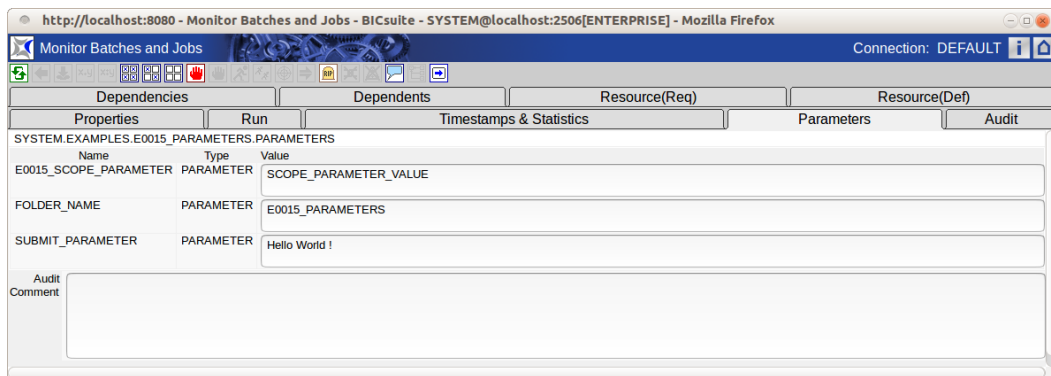 http://localhost:8080 - Monitor Batches and Jobs - BICsuite - SYSTEM@localhost:2506[ENTERPRISE] - Mozilla Firefox
Monitor Batches and Jobs Connection: DEFAULT
RIP
Dependencies Dependents Resource(Req) Resource(Def)
Properties Run Timestamps & Statistics Parameters Audit
SYSTEM.EXAMPLES.E0015_PARAMETERS.PARAMETERS
Name Type Value
E0015_SCOPE_PARAMETER PARAMETER SCOPE_PARAMETER_VALUE
FOLDER_NAME PARAMETER E0015_PARAMETERS
SUBMIT_PARAMETER PARAMETER Hello World !
Audit
Comment